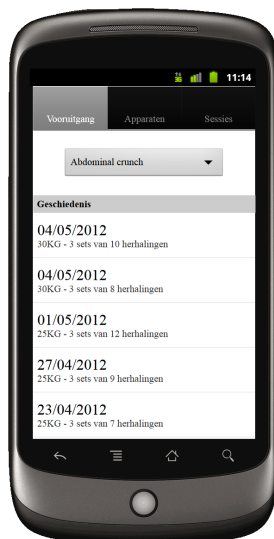 3G 11:14
Vooruitgang Apparaten Sessies
Abdominal crunch
Geschiedenis
04/05/2012
30KG - 3 sets van 10 herhalingen
04/05/2012
30KG - 3 sets van 8 herhalingen
01/05/2012
25KG - 3 sets van 12 herhalingen
27/04/2012
25KG - 3 sets van 9 herhalingen
23/04/2012
25KG - 3 sets van 7 herhalingen